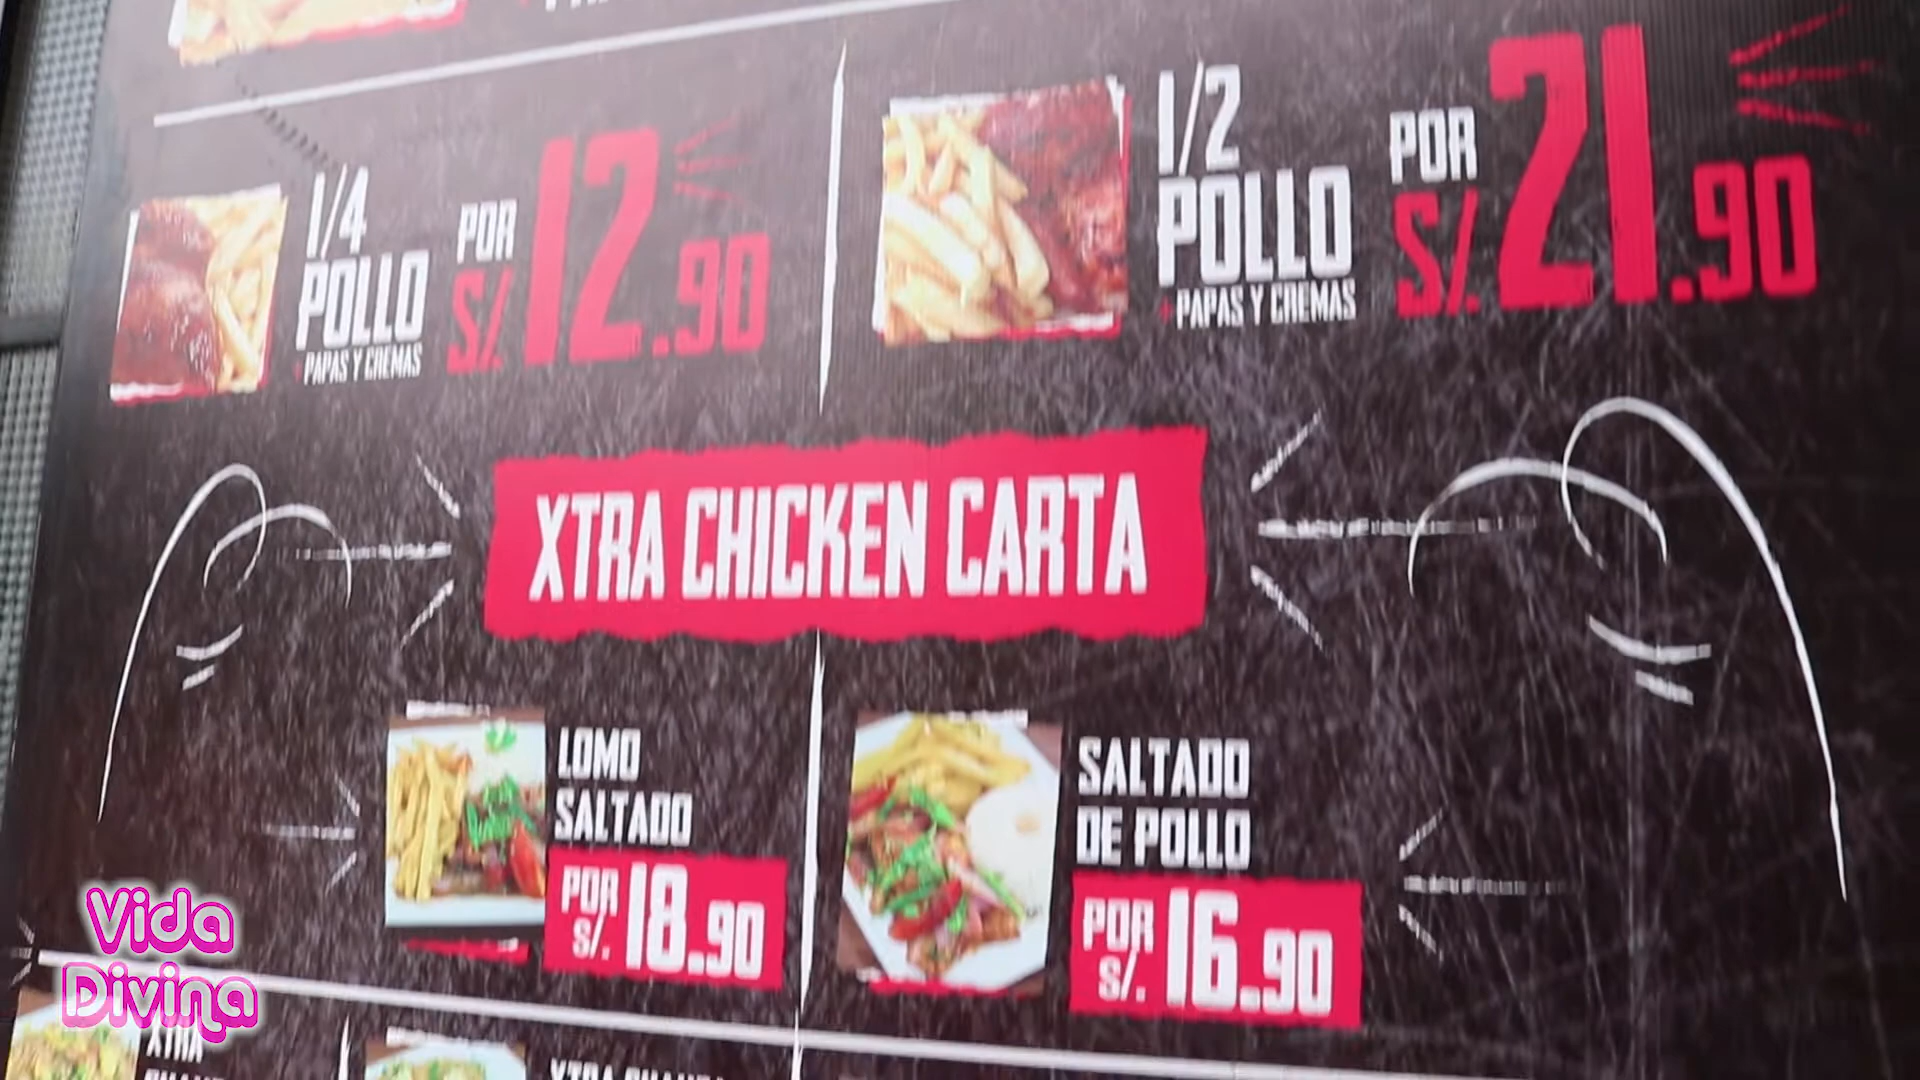 1/4
POLLO
+ PAPAS Y CREMAS
POR
S/. 12.90
1/2
POLLO
+ PAPAS Y CREMAS
POR
S/. 21.90
XTRA CHICKEN CARTA
LOMO
SALTADO
POR
S/. 18.90
SALTADO
DE POLLO
POR
S/. 16.90
Vida
Divina
XTRA
XTRA